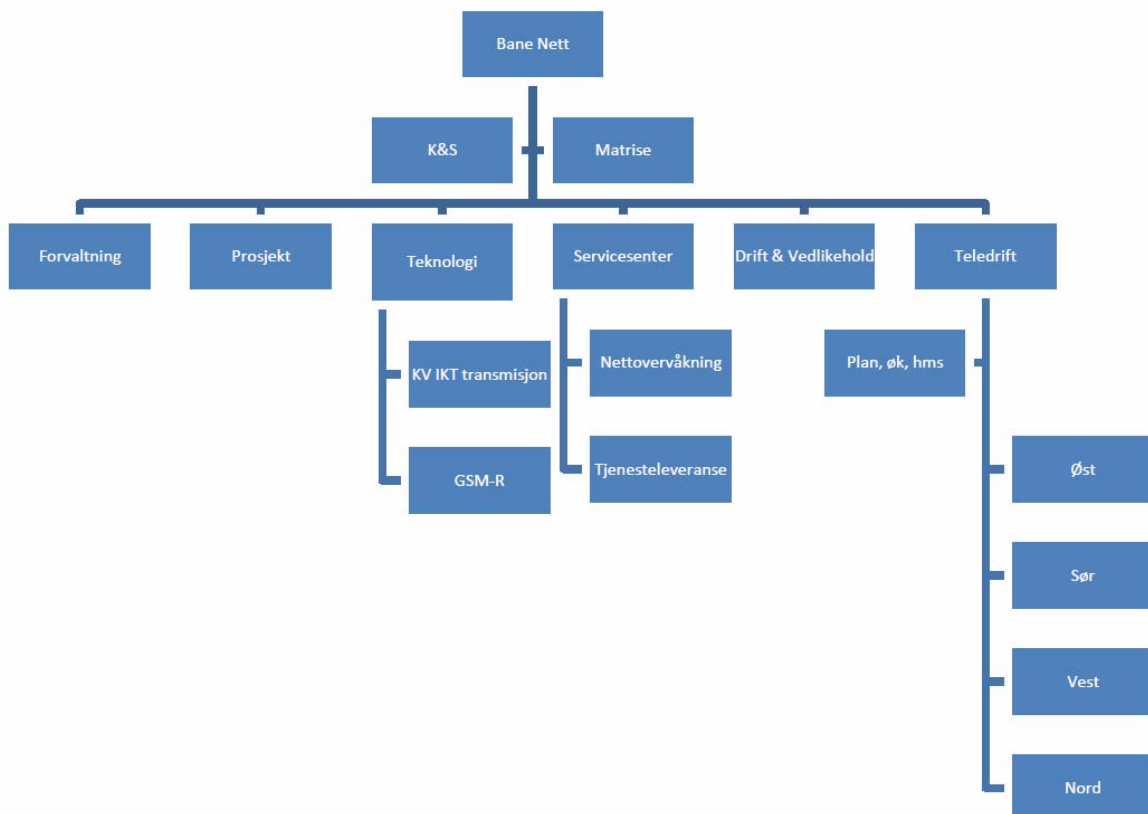 Bane Nett
K&S
Matrise
Forvaltning
Prosjekt
Teknologi
Servicesenter
Drift & Vedlikehold
Teledrift
KV IKT transmisjon
Nettovervåkning
Plan, øk, hms
GSM-R
Tjenesteleveranse
Øst
Sør
Vest
Nord